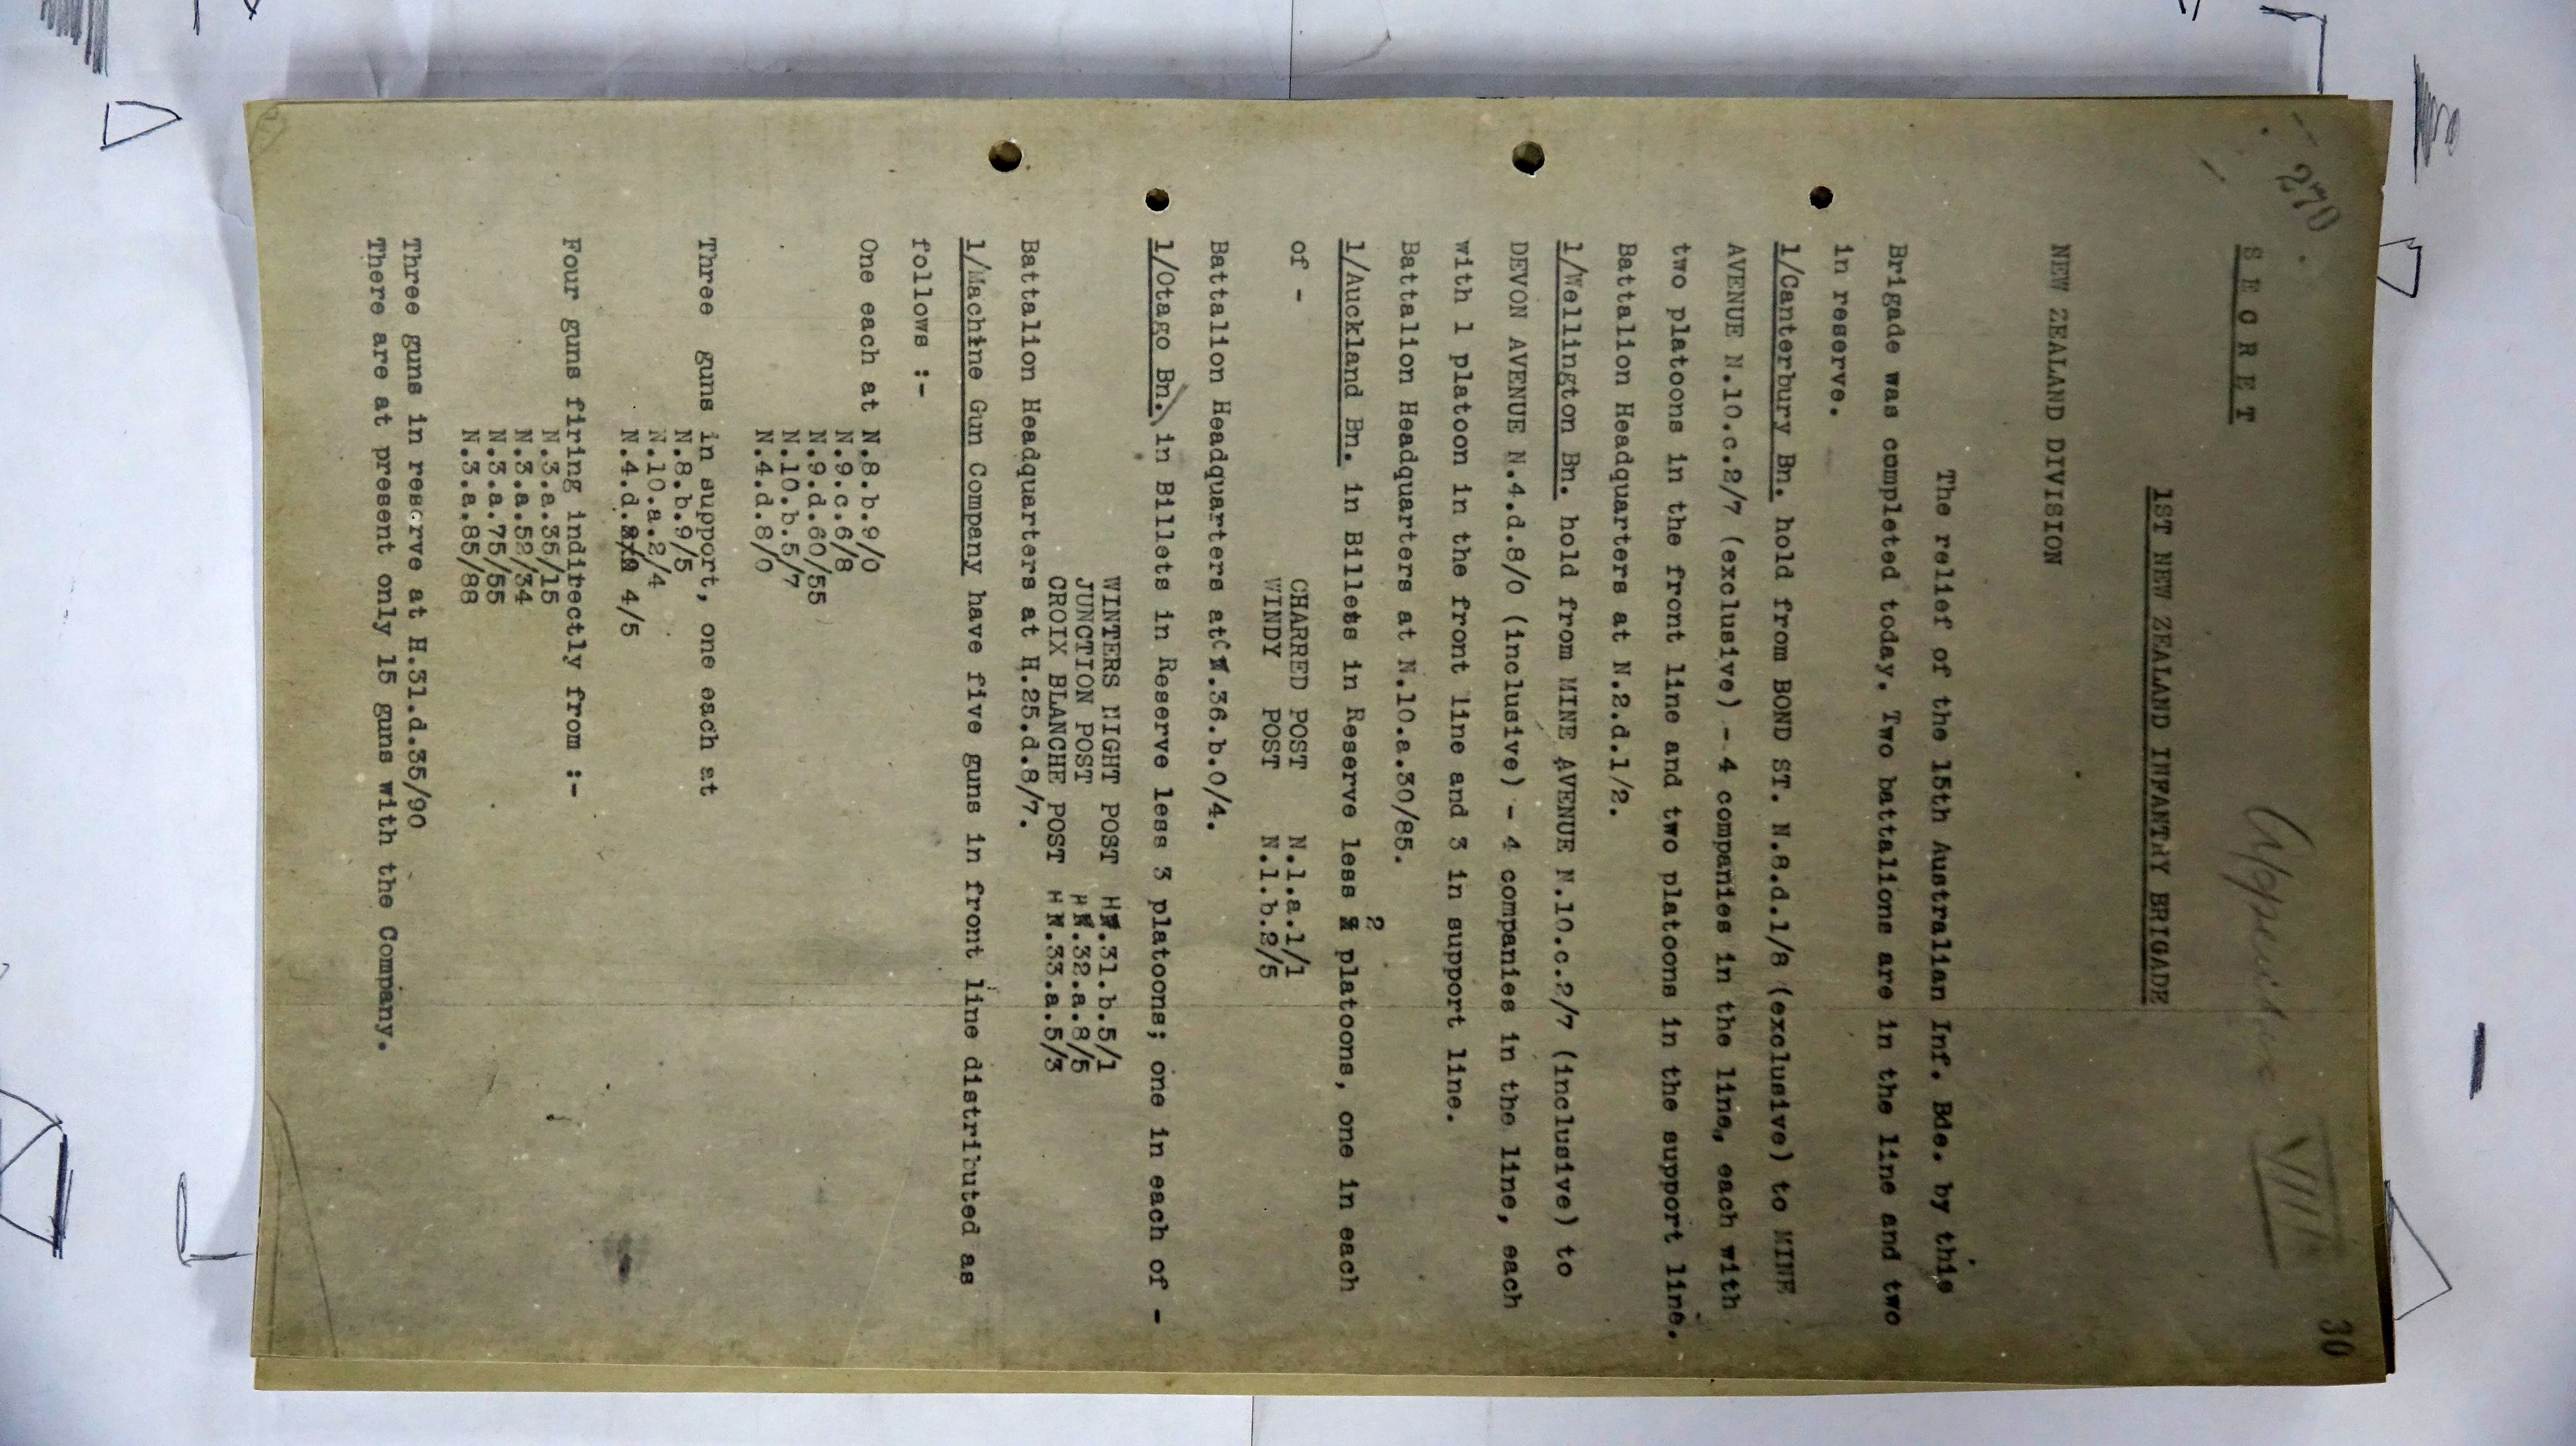 270
30
Appendix VIII
S E C R E T
1ST NEW ZEALAND INFANTRY BRIGADE
NEW ZEALAND DIVISION
The relief of the 15th Australian Inf. Bde. by this
Brigade was completed today. Two battalions are in the line and two
in reserve.
1/Canterbury Bn. hold from BOND ST. N.8.d.1/8 (exclusive) to MINE
AVENUE N.10.c.2/7 (exclusive) - 4 companies in the line, each with
two platoons in the front line and two platoons in the support line.
Battalion Headquarters at N.2.d.1/2.
1/Wellington Bn. hold from MINE AVENUE N.10.c.2/7 (inclusive) to
DEVON AVENUE N.4.d.8/0 (inclusive) - 4 companies in the line, each
with 1 platoon in the front line and 3 in support line.
Battalion Headquarters at N.10.a.30/85.
1/Auckland Bn. in Billets in Reserve less 2 platoons, one in each
of - CHARRED POST N.1.a.1/1
WINDY POST N.1.b.2/5
Battalion Headquarters at G.36.b.0/4.
1/Otago Bn. in Billets in Reserve less 3 platoons; one in each of -
WINTERS NIGHT POST H.31.b.5/1
JUNCTION POST H.32.a.8/5
CROIX BLANCHE POST H.33.a.5/3
Battalion Headquarters at H.25.d.8/7.
1/Machine Gun Company have five guns in front line distributed as
follows :-
One each at N.8.b.9/0
N.9.c.6/8
N.9.d.60/55
N.10.b.5/7
N.4.d.8/0
Three guns in support, one each at
N.8.b.9/5
N.10.a.2/4
N.4.d. 4/5
Four guns firing indirectly from :-
N.3.a.35/15
N.3.a.52/34
N.3.a.75/55
N.3.a.85/88
Three guns in reserve at H.31.d.35/90
There are at present only 15 guns with the Company.